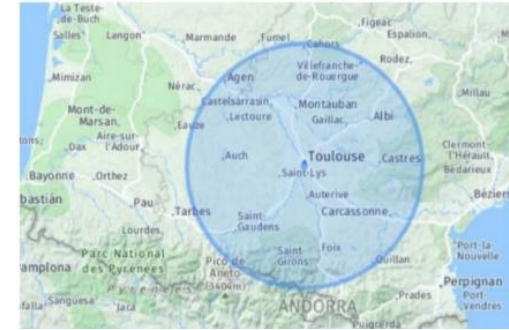 La Teste-
de-Buch
Salles
Langon
Marmande
Fumel
Cahors
Figeac
Espalion
Mimizan
Nérac
Agen
Villefranche-
de-Rouergue
Rodez
Millau
Mont-de-
Marsan
Castelsarrasin
Montauban
Aire-sur-
l'Adour
Eauze
Lectoure
Gaillac
Albi
Dax
Auch
Toulouse
Castres
Clermont-
l'Hérault
Bédarieux
Bayonne
Orthez
Saint-Lys
bastián
Pau
Auterive
Béziers
Tarbes
Saint-
Gaudens
Carcassonne
Lourdes
Parc National
des Pyrénées
Pico de
Aneto
(3404m)
Saint-
Girons
Foix
Quillan
Port-la-
Nouvelle
amplona
Perpignan
Sangüesa
Jaca
ANDORRA
Prades
Port-
Vendres
Puigcerdà